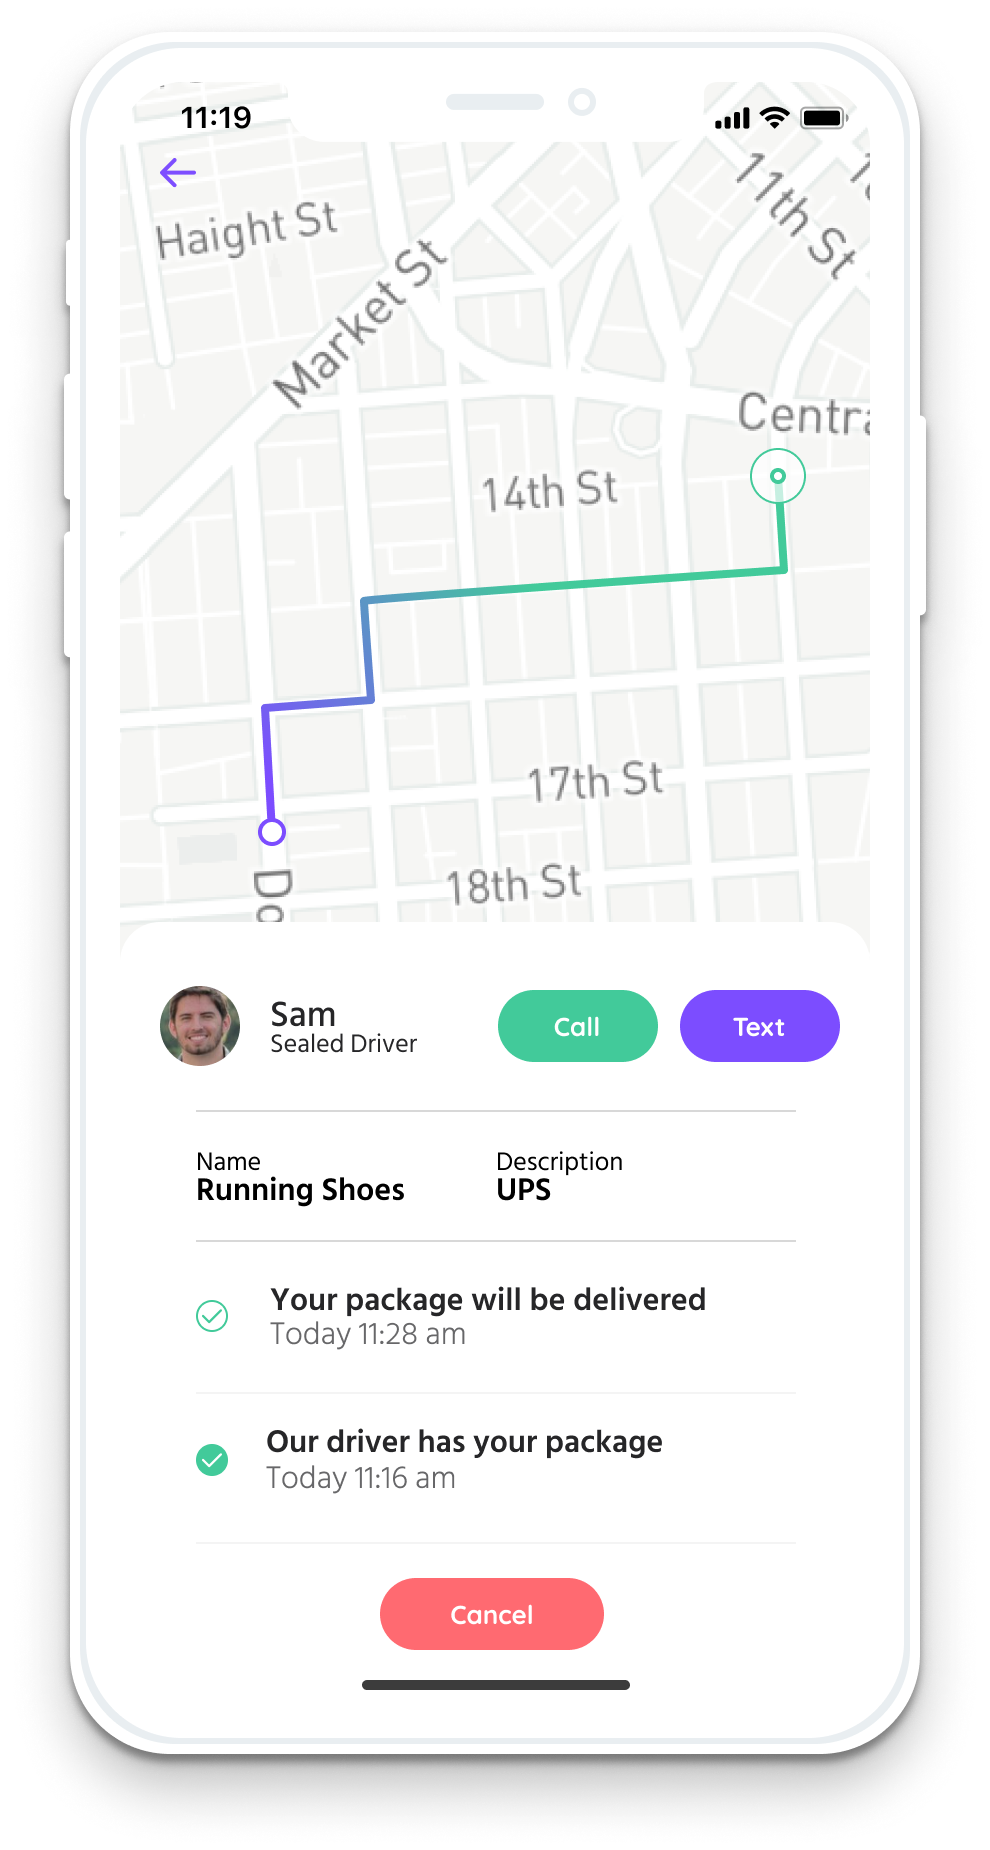 11:19
Haight St
Market St
11th St
Centra
14th St
17th St
18th St
Do
Sam
Sealed Driver
Call
Text
Name
Running Shoes
Description
UPS
Your package will be delivered
Today 11:28 am
Our driver has your package
Today 11:16 am
Cancel